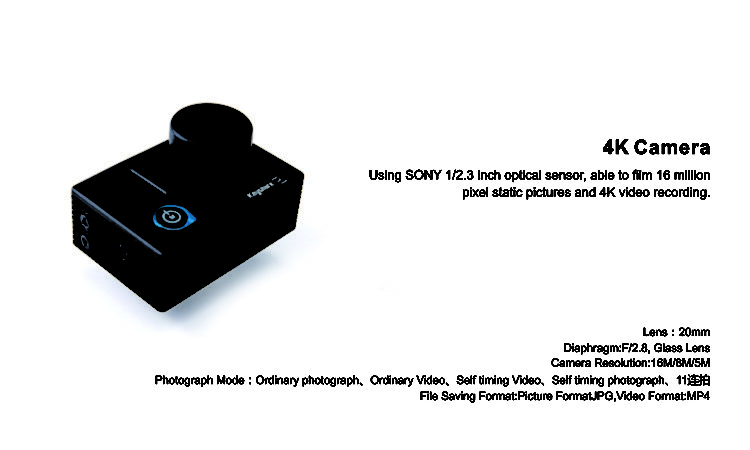 4K Camera
Using SONY 1/2.3 inch optical sensor, able to film 16 million
pixel static pictures and 4K video recording.
Lens：20mm
Diaphragm:F/2.8, Glass Lens
Camera Resolution:16M/8M/5M
Photograph Mode：Ordinary photograph、Ordinary Video、Self timing Video、Self timing photograph、11连拍
File Saving Format:Picture FormatJPG,Video Format:MP4